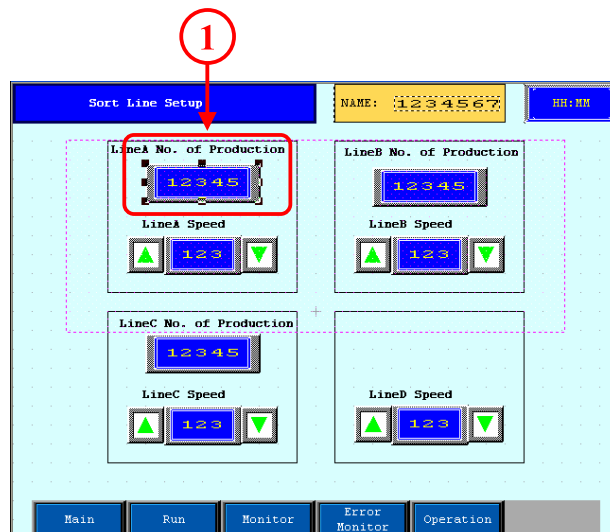 1
Sort Line Setup
NAME: 1234567
HH:MM
LineA No. of Production
LineB No. of Production
12345
12345
LineA Speed
LineB Speed
123
123
LineC No. of Production
12345
LineC Speed
LineD Speed
123
123
Main
Run
Monitor
Error
Monitor
Operation